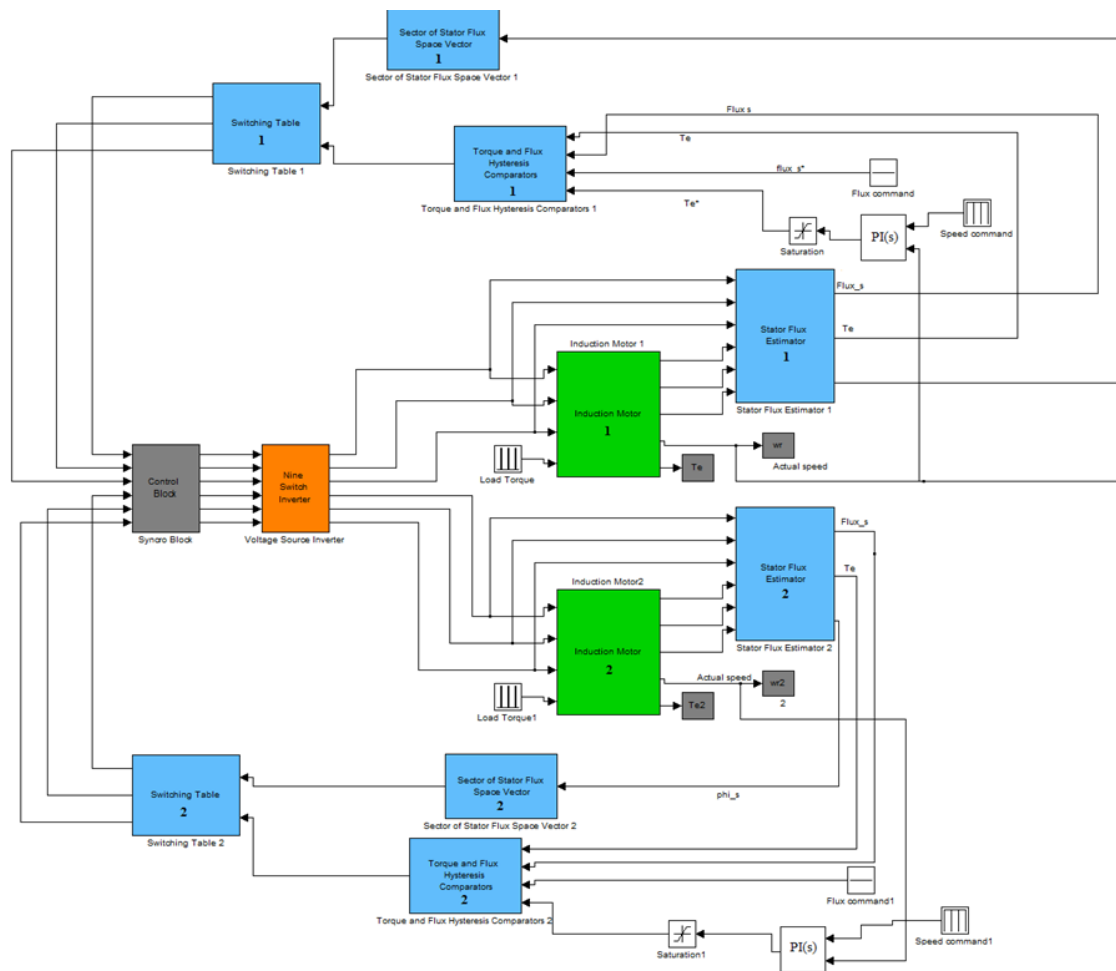 Sector of Stator Flux
Space Vector
1
Sector of Stator Flux Space Vector 1
Switching Table
1
Switching Table 1
Torque and Flux
Hysteresis
Comparators
1
Torque and Flux Hysteresis Comparators 1
Flux s
Te
flux_s*
Te*
Flux command
Speed command
PI(s)
Saturation
Stator Flux
Estimator
1
Stator Flux Estimator 1
Flux_s
Te
Induction Motor 1
Induction Motor
1
Load Torque
wr
Actual speed
Te
Control
Block
Syncro Block
Nine
Switch
Inverter
Voltage Source Inverter
Stator Flux
Estimator
2
Stator Flux Estimator 2
Flux_s
Te
Induction Motor2
Induction Motor
2
Load Torque1
Actual speed
wr2
2
Te2
Switching Table
2
Switching Table 2
Sector of Stator Flux
Space Vector
2
Sector of Stator Flux Space Vector 2
phi_s
Torque and Flux
Hysteresis
Comparators
2
Torque and Flux Hysteresis Comparators 2
Flux command1
Speed command1
PI(s)
Saturation1